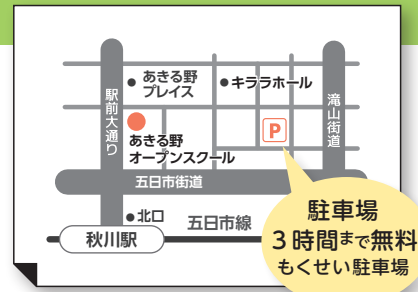 あきる野
プレイス
キララホール
駅前大通り
滝山街道
P
あきる野
オープンスクール
五日市街道
北口
五日市線
秋川駅
駐車場
3時間まで無料
もくせい駐車場